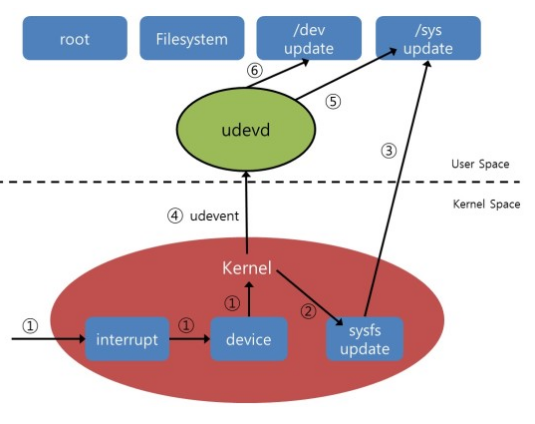 root
Filesystem
/dev
update
/sys
update
⑥
⑤
udevd
③
User Space
Kernel Space
④ udevent
Kernel
①
①
①
②
interrupt
device
sysfs
update